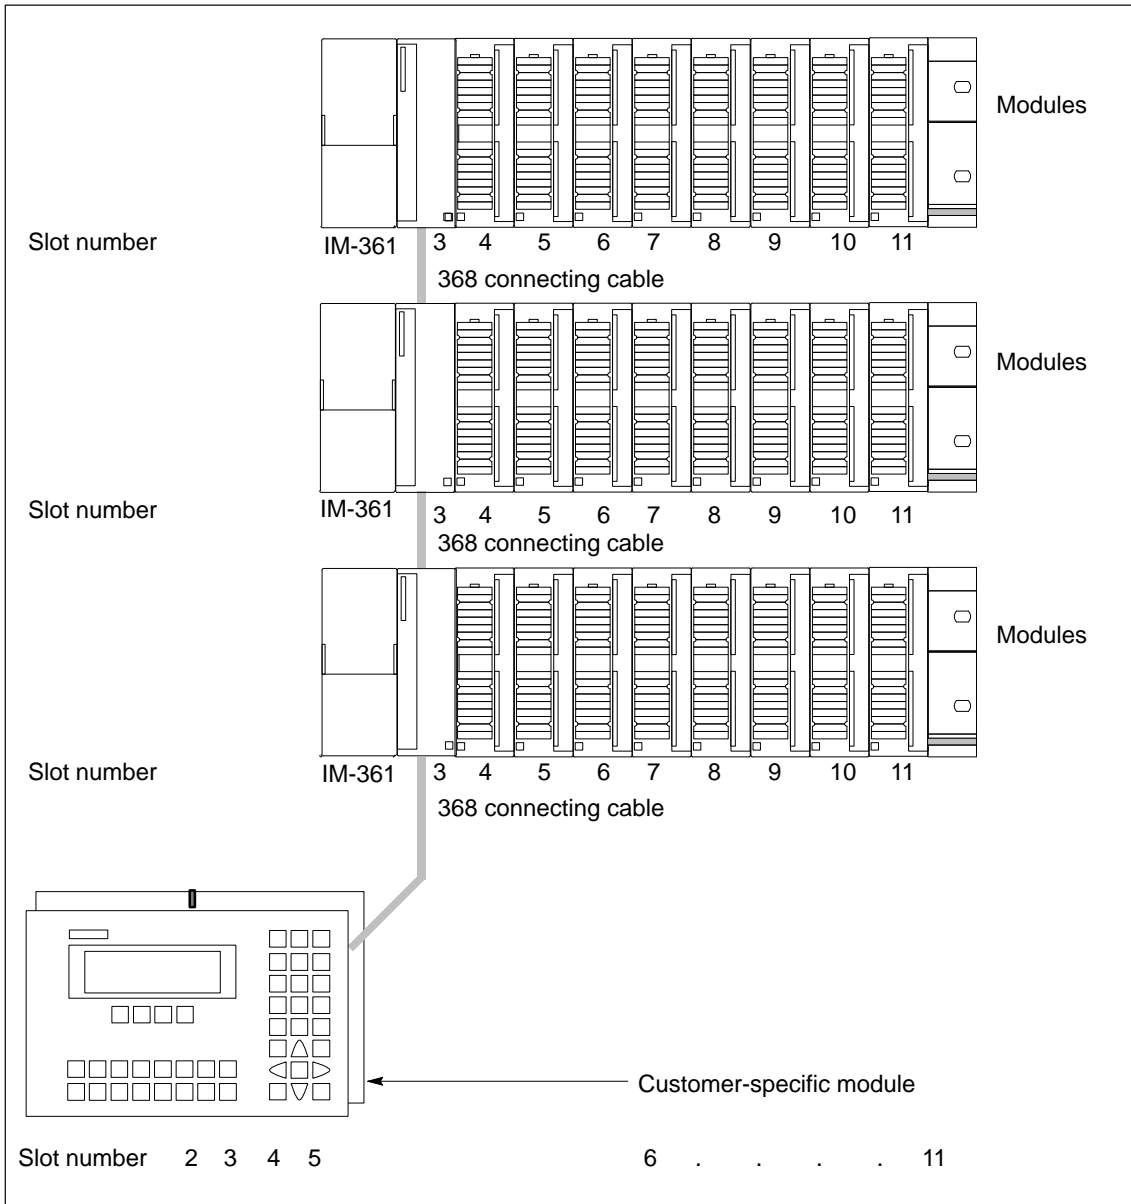 Modules
Slot number IM-361 3 4 5 6 7 8 9 10 11
368 connecting cable
Modules
Slot number IM-361 3 4 5 6 7 8 9 10 11
368 connecting cable
Modules
Slot number IM-361 3 4 5 6 7 8 9 10 11
368 connecting cable
Customer-specific module
Slot number 2 3 4 5 6 . . . . 11